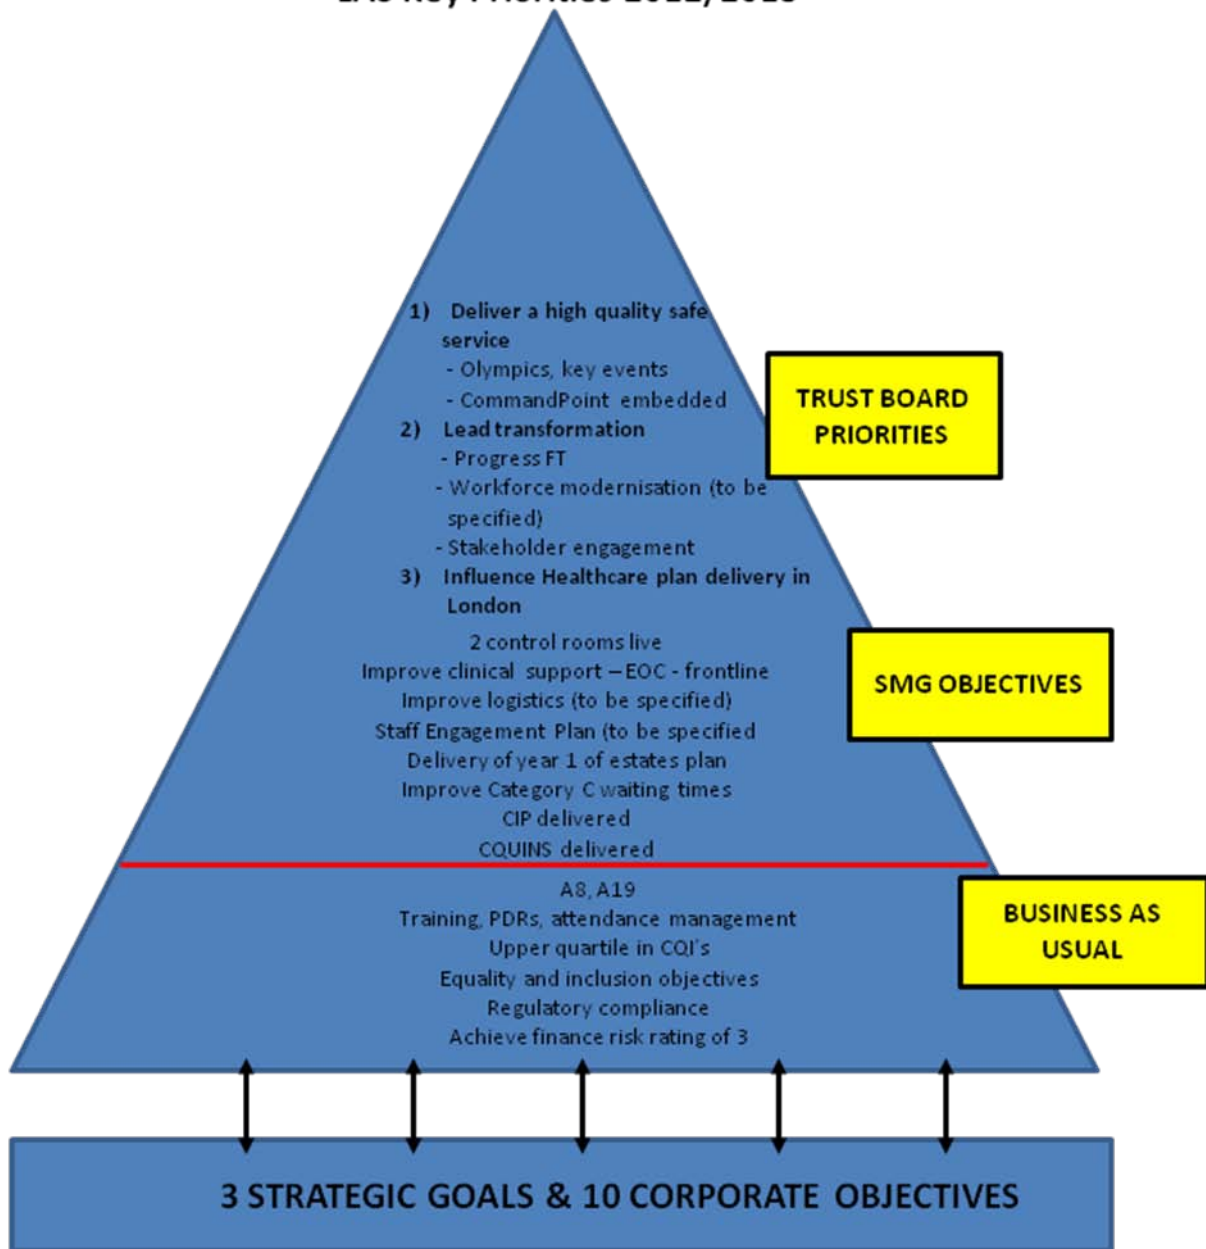 LAS Key Priorities 2012/2013
1) Deliver a high quality safe
service
- Olympics, key events
- CommandPoint embedded
2) Lead transformation
- Progress FT
- Workforce modernisation (to be
specified)
- Stakeholder engagement
3) Influence Healthcare plan delivery in
London
TRUST BOARD
PRIORITIES
2 control rooms live
Improve clinical support – EOC - frontline
Improve logistics (to be specified)
Staff Engagement Plan (to be specified
Delivery of year 1 of estates plan
Improve Category C waiting times
CIP delivered
CQUINS delivered
SMG OBJECTIVES
A8, A19
Training, PDRs, attendance management
Upper quartile in CQI's
Equality and inclusion objectives
Regulatory compliance
Achieve finance risk rating of 3
BUSINESS AS
USUAL
3 STRATEGIC GOALS & 10 CORPORATE OBJECTIVES